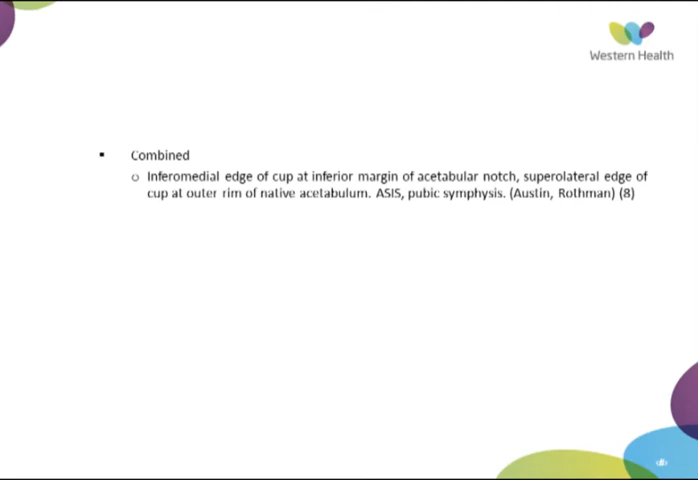 Western Health
▪ Combined
o Inferomedial edge of cup at inferior margin of acetabular notch, superolateral edge of
cup at outer rim of native acetabulum. ASIS, pubic symphysis. (Austin, Rothman) (8)
‹#›